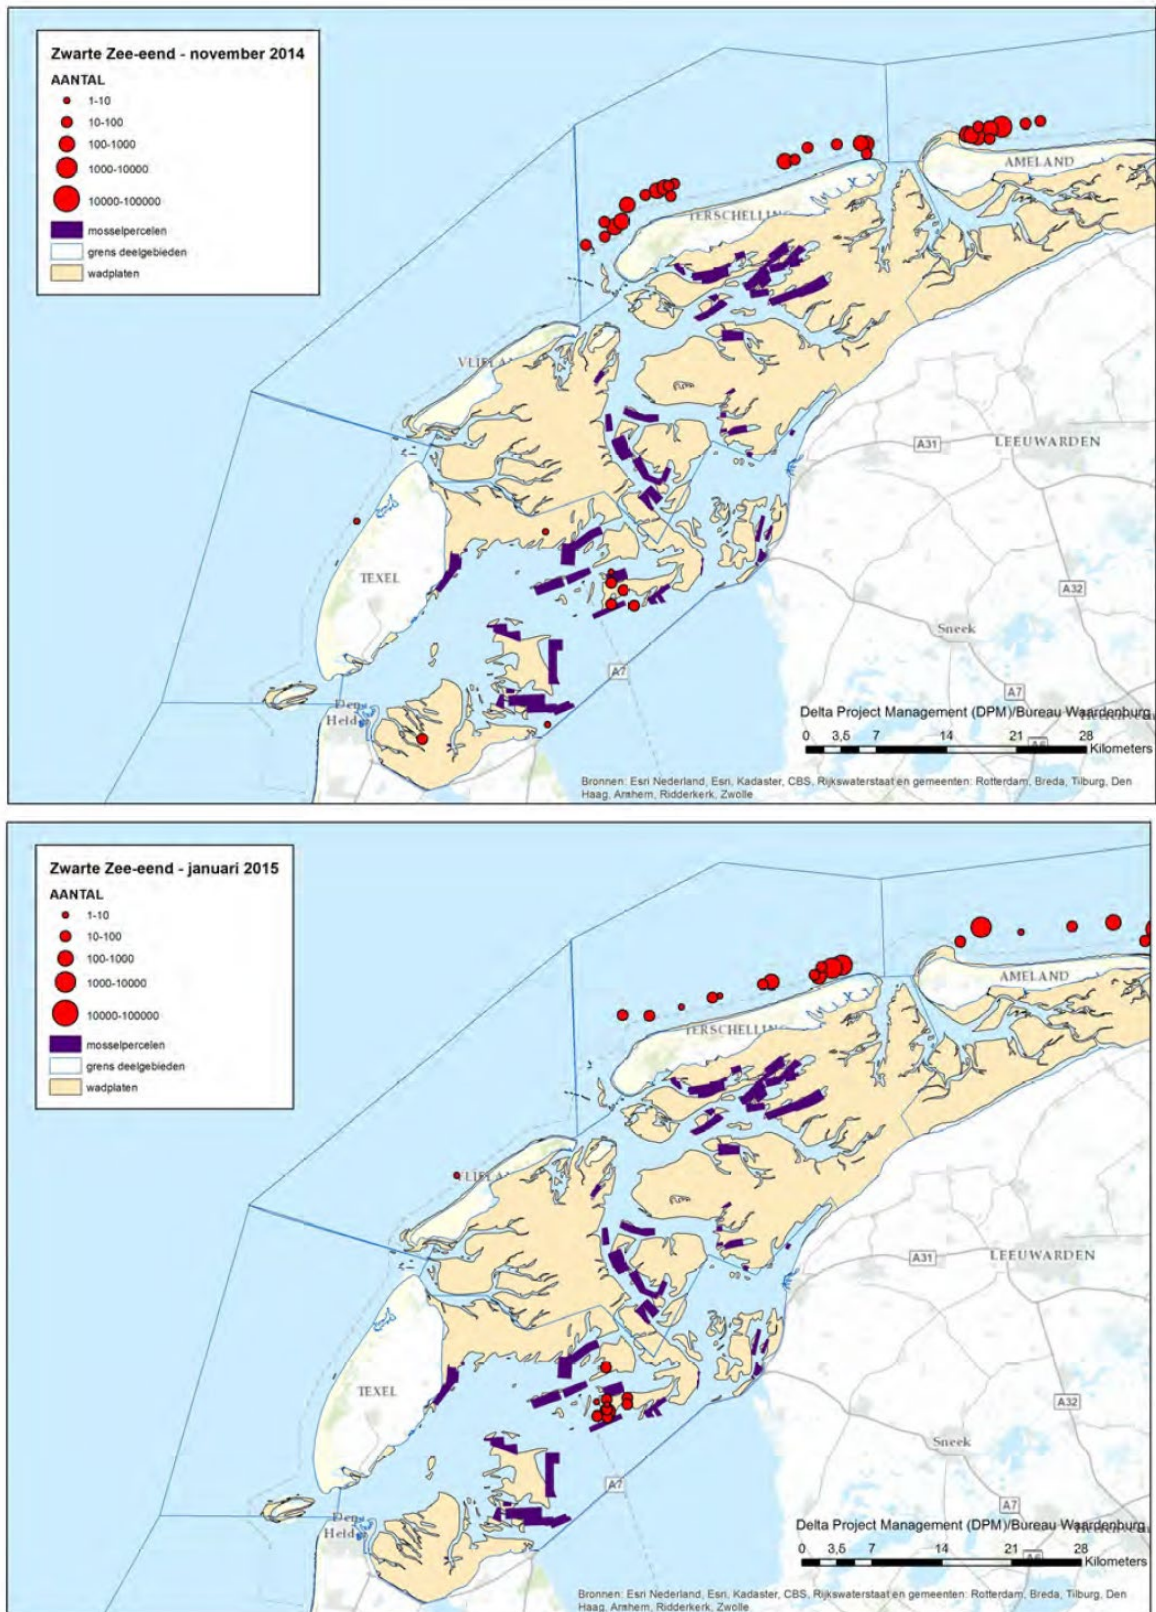 Zwarte Zee-eend - november 2014
AANTAL
1-10
10-100
100-1000
1000-10000
10000-100000
mosselpercelen
grens deelgebieden
wadplaten
AMELAND
TERSCHELLING
VLIELA
A31
LEEUWARDEN
TEXEL
A32
Sneek
A7
A7
Den
Held
Delta Project Management (DPM)/Bureau Waardenburg
0 3,5 7 14 21 28
Kilometers
Bronnen: Esri Nederland, Esri, Kadaster, CBS, Rijkswaterstaat en gemeenten: Rotterdam, Breda, Tilburg, Den
Haag, Arnhem, Ridderkerk, Zwolle
Zwarte Zee-eend - januari 2015
AANTAL
1-10
10-100
100-1000
1000-10000
10000-100000
mosselpercelen
grens deelgebieden
wadplaten
AMELAND
TERSCHELLING
VLIELA
A31
LEEUWARDEN
TEXEL
A32
Sneek
A7
A7
Den
Held
Delta Project Management (DPM)/Bureau Waardenburg
0 3,5 7 14 21 28
Kilometers
Bronnen: Esri Nederland, Esri, Kadaster, CBS, Rijkswaterstaat en gemeenten: Rotterdam, Breda, Tilburg, Den
Haag, Arnhem, Ridderkerk, Zwolle